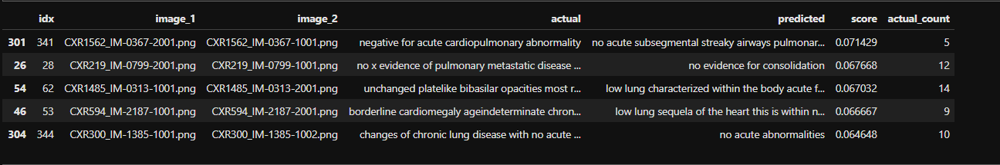 idx image_1 image_2 actual predicted score actual_count
301 341 CXR1562_IM-0367-2001.png CXR1562_IM-0367-1001.png negative for acute cardiopulmonary abnormality no acute subsegmental streaky airways pulmonar... 0.071429 5
26 28 CXR219_IM-0799-2001.png CXR219_IM-0799-1001.png no x evidence of pulmonary metastatic disease ... no evidence for consolidation 0.067668 12
54 62 CXR1485_IM-0313-1001.png CXR1485_IM-0313-2001.png unchanged platelike bibasilar opacities most r... low lung characterized within the body acute f... 0.067032 14
46 53 CXR594_IM-2187-1001.png CXR594_IM-2187-2001.png borderline cardiomegaly ageindeterminate chron... low lung sequela of the heart this is within n... 0.066667 9
304 344 CXR300_IM-1385-1001.png CXR300_IM-1385-1002.png changes of chronic lung disease with no acute ... no acute abnormalities 0.064648 10